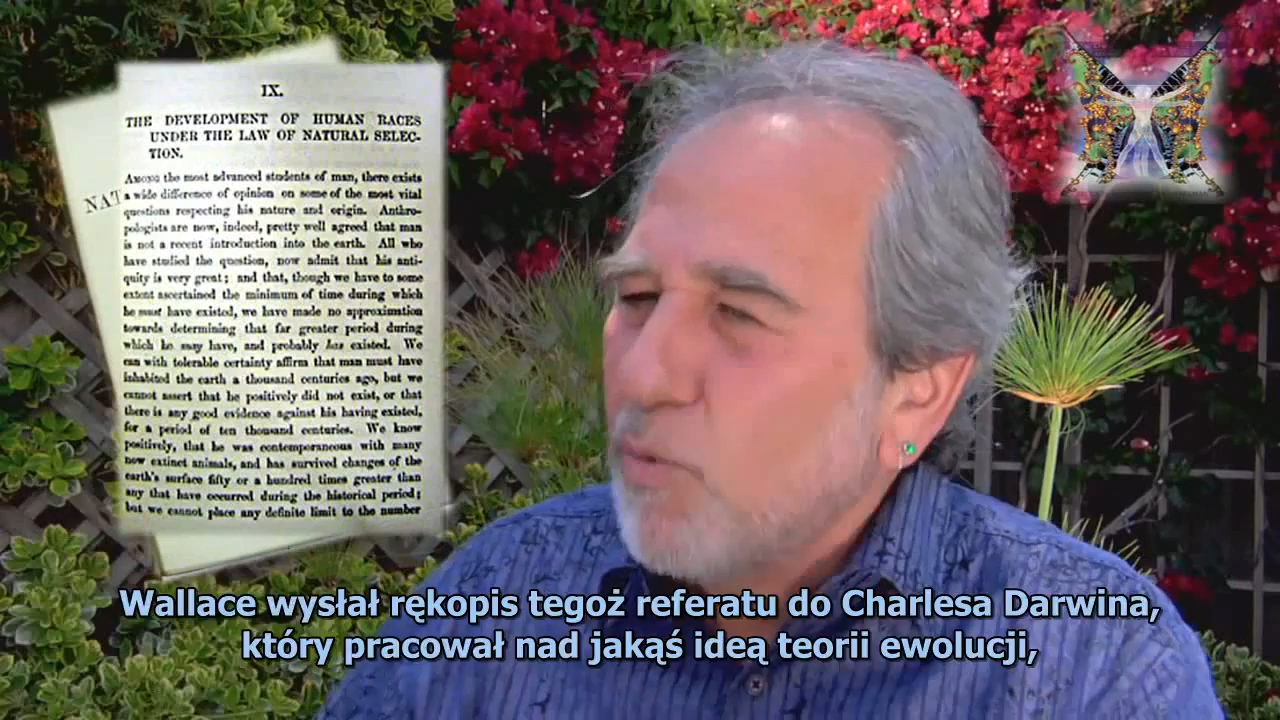 IX.
THE DEVELOPMENT OF HUMAN RACES
UNDER THE LAW OF NATURAL SELEC-
TION.
AMONG the most advanced students of man, there exists
a wide difference of opinion on some of the most vital
questions respecting his nature and origin. Anthro-
pologists are now, indeed, pretty well agreed that man
is not a recent introduction into the earth. All who
have studied the question, now admit that his anti-
quity is very great; and that, though we have to some
extent ascertained the minimum of time during which
he must have existed, we have made no approximation
towards determining that far greater period during
which he may have, and probably has existed. We
can with tolerable certainty affirm that man must have
inhabited the earth a thousand centuries ago, but we
cannot assert that he positively did not exist, or that
there is any good evidence against his having existed,
for a period of ten thousand centuries. We know
positively, that he was contemporaneous with many
now extinct animals, and has survived changes of the
earth's surface fifty or a hundred times greater than
any that have occurred during the historical period;
but we cannot place any definite limit to the number
NAT
Wallace wysłał rękopis tegoż referatu do Charlesa Darwina,
który pracował nad jakąś ideą teorii ewolucji,